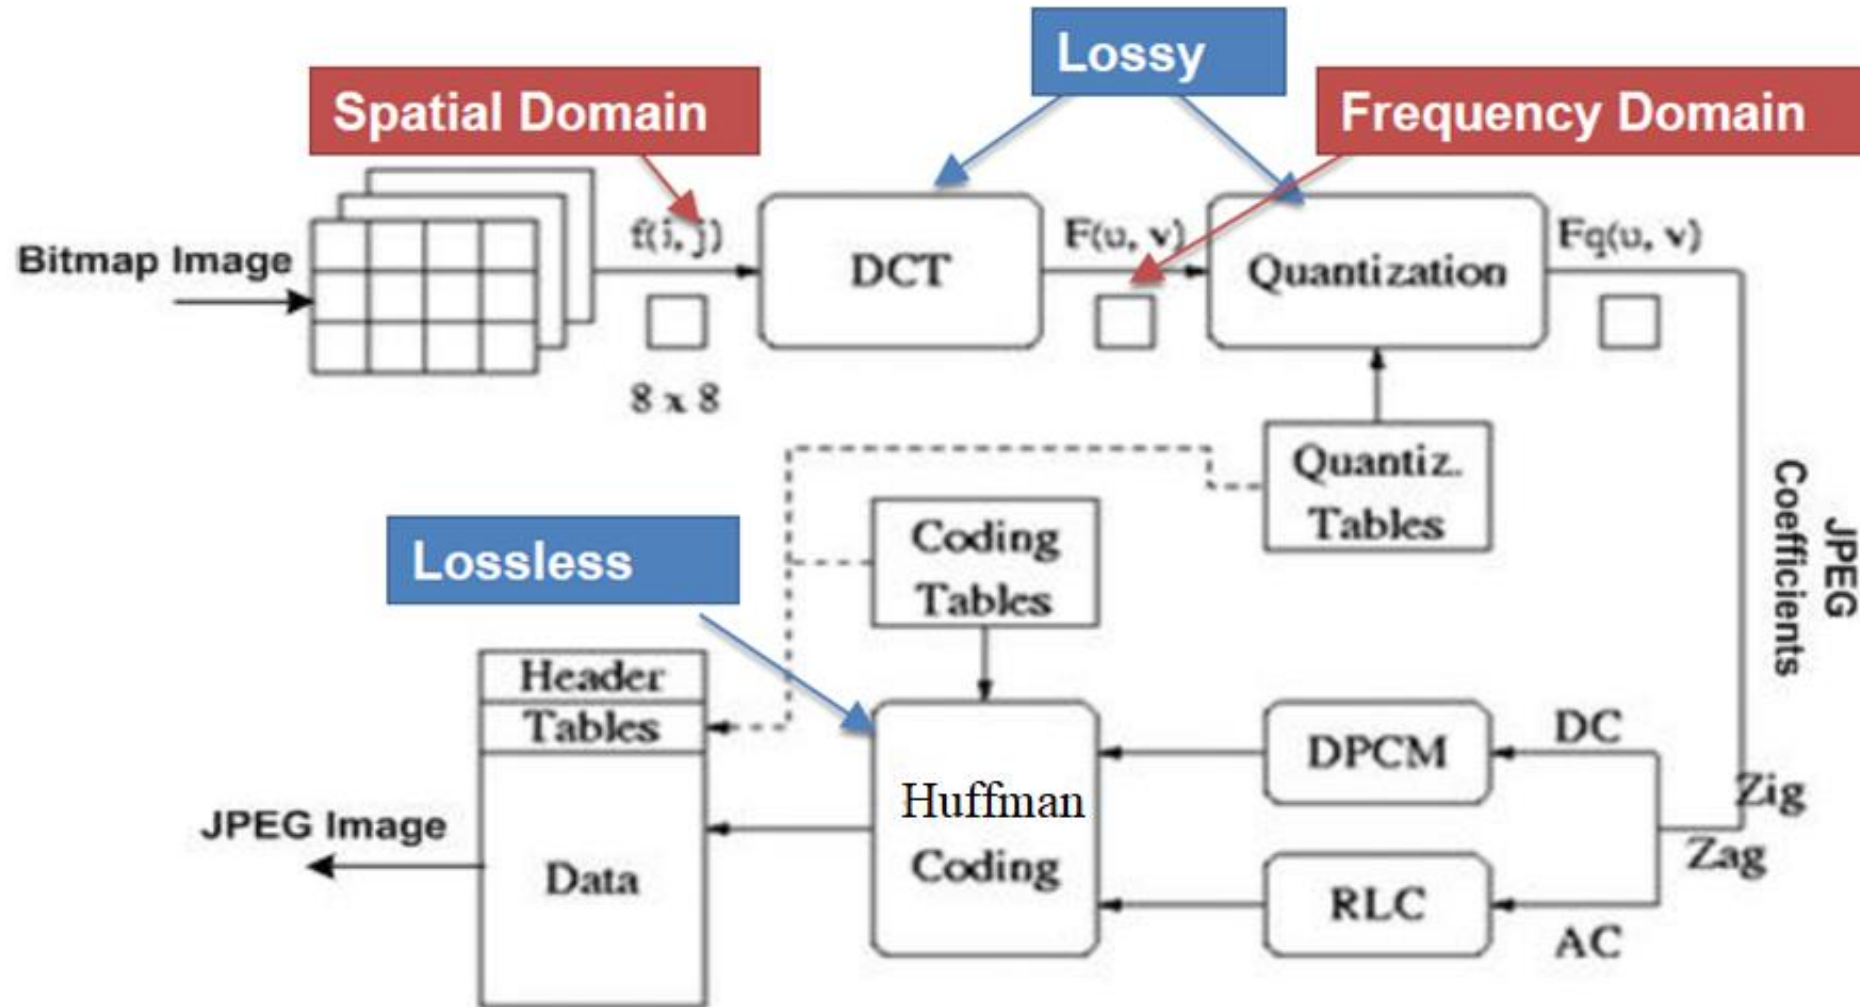 Lossy
Spatial Domain
Frequency Domain
Bitmap Image
f(i, j)
8 x 8
DCT
F(u, v)
Quantization
Fq(u, v)
Quantiz.
Tables
JPEG
Coefficients
Lossless
Coding
Tables
Header
Tables
Data
JPEG Image
Huffman
Coding
DPCM
RLC
DC
AC
Zig
Zag